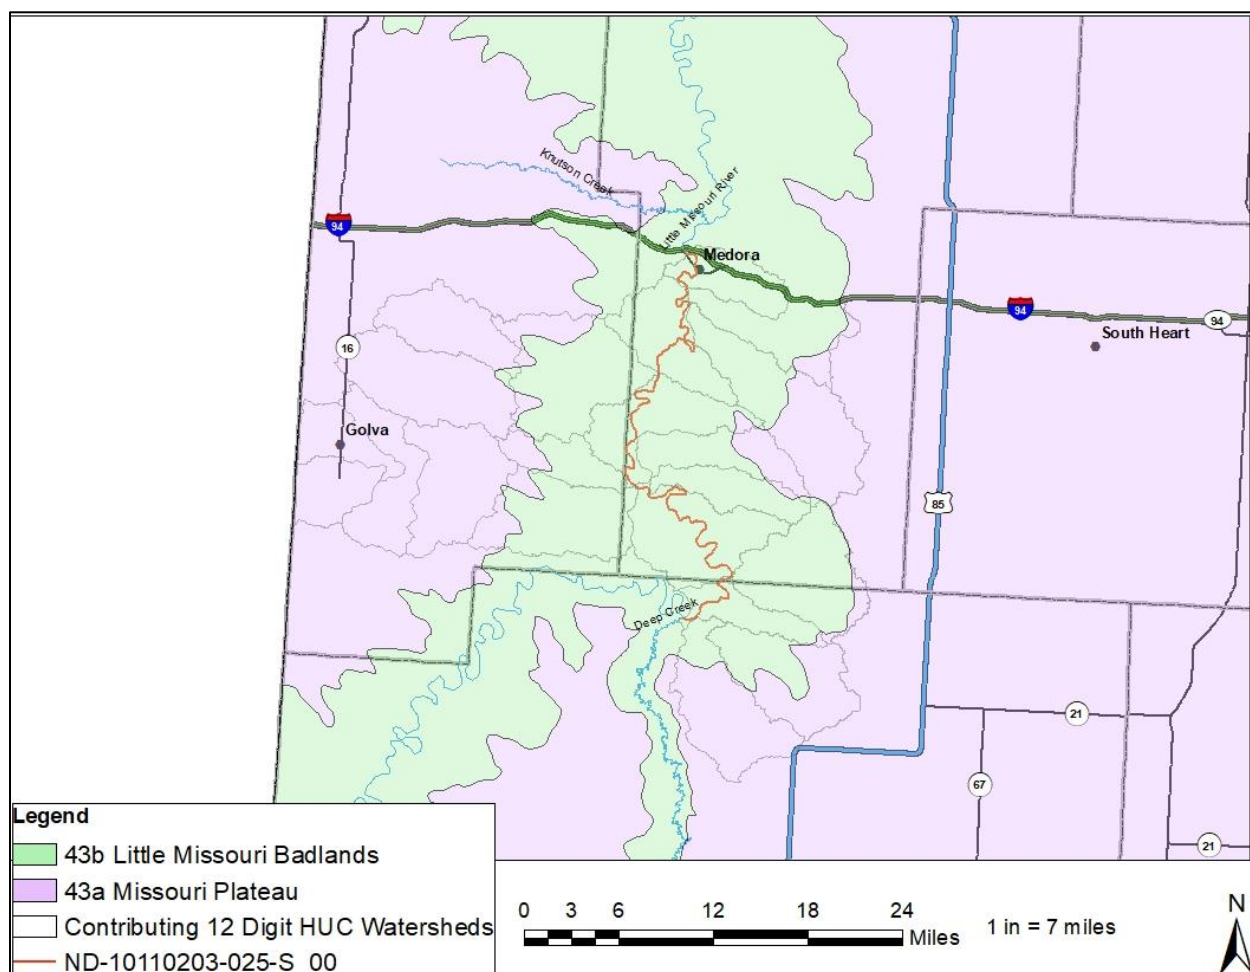 Knutson Creek
Little Missouri River
94
Medora
94
94
South Heart
16
Golva
85
Deep Creek
21
67
21
Legend
43b Little Missouri Badlands
43a Missouri Plateau
Contributing 12 Digit HUC Watersheds
ND-10110203-025-S_00
0 3 6 12 18 24
Miles
1 in = 7 miles
N